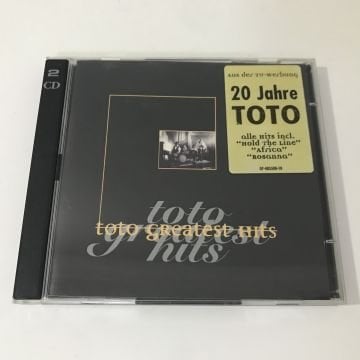 2
CD
aus der TV-Werbung
20 Jahre
TOTO
alle Hits incl.
"Hold The Line"
"Africa"
"Rosanna"
toto
greatest
hits
toto greatest hits